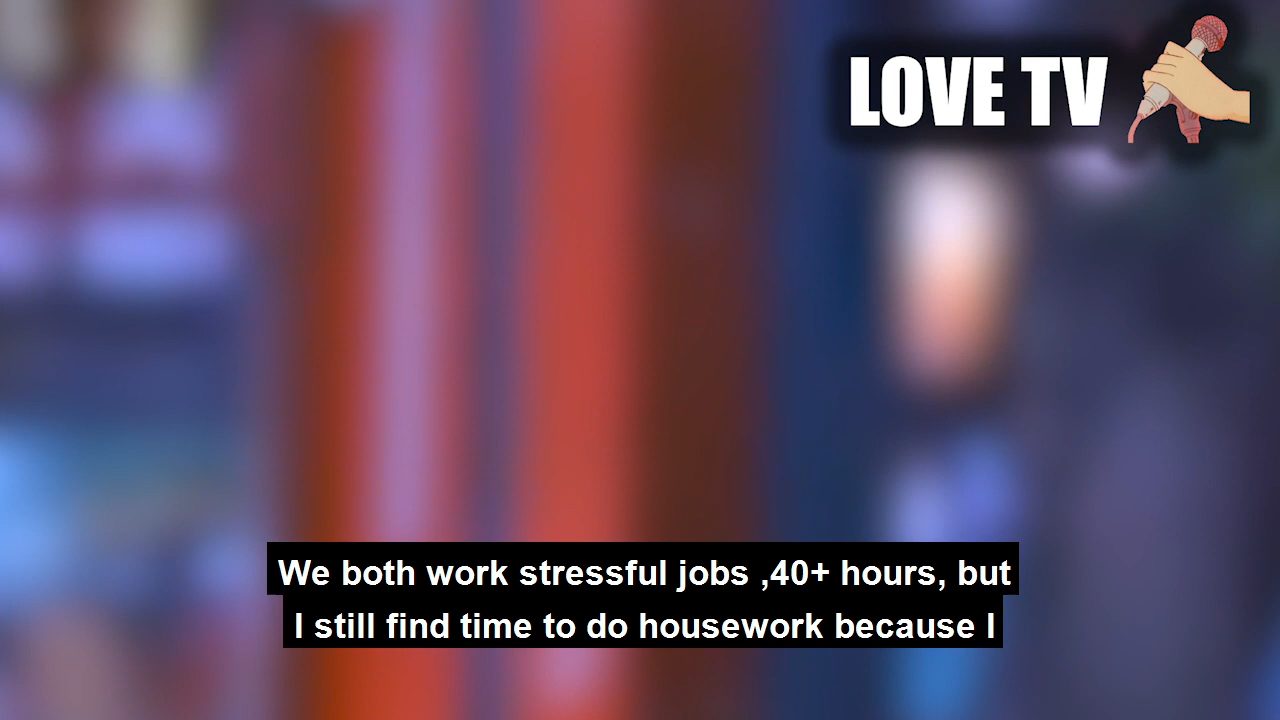 LOVE TV
We both work stressful jobs ,40+ hours, but
I still find time to do housework because I